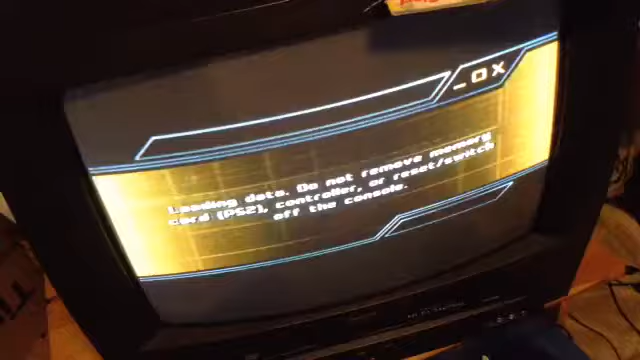 Loading data. Do not remove memory
card (PS2), controller, or reset/switch
off the console.